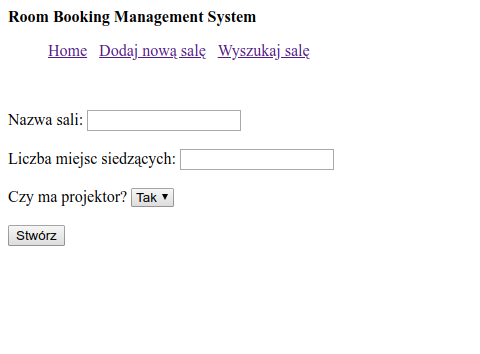 Room Booking Management System
Home Dodaj nową salę Wyszukaj salę
Nazwa sali:
Liczba miejsc siedzących:
Czy ma projektor? Tak
Stwórz